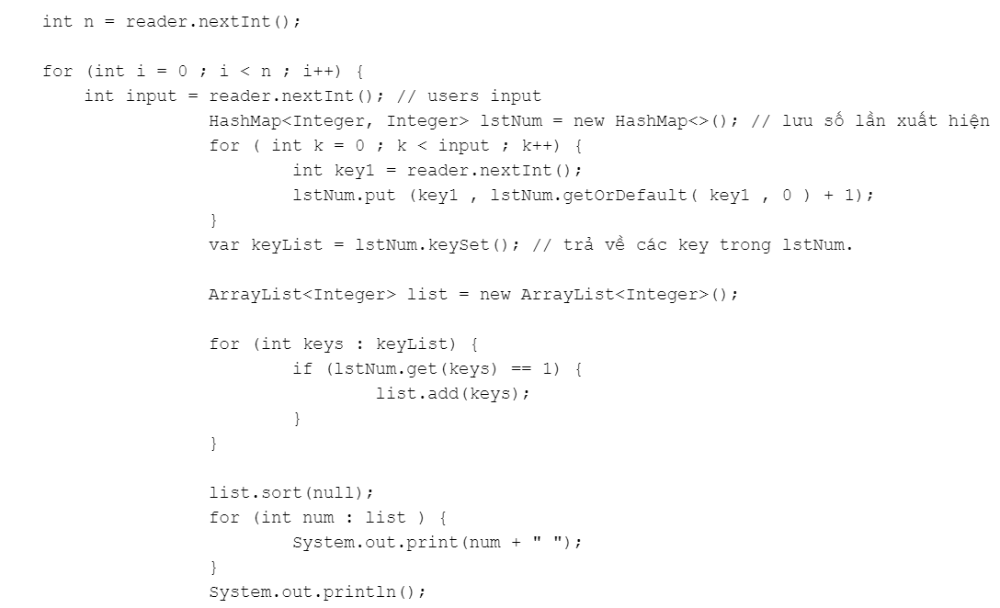 int n = reader.nextInt();
for (int i = 0 ; i < n ; i++) {
int input = reader.nextInt(); // users input
HashMap<Integer, Integer> lstNum = new HashMap<>(); // lưu số lần xuất hiện
for ( int k = 0 ; k < input ; k++) {
int key1 = reader.nextInt();
lstNum.put (key1 , lstNum.getOrDefault( key1 , 0 ) + 1);
}
var keyList = lstNum.keySet(); // trả về các key trong lstNum.
ArrayList<Integer> list = new ArrayList<Integer>();
for (int keys : keyList) {
if (lstNum.get(keys) == 1) {
list.add(keys);
}
}
list.sort(null);
for (int num : list ) {
System.out.print(num + " ");
}
System.out.println();